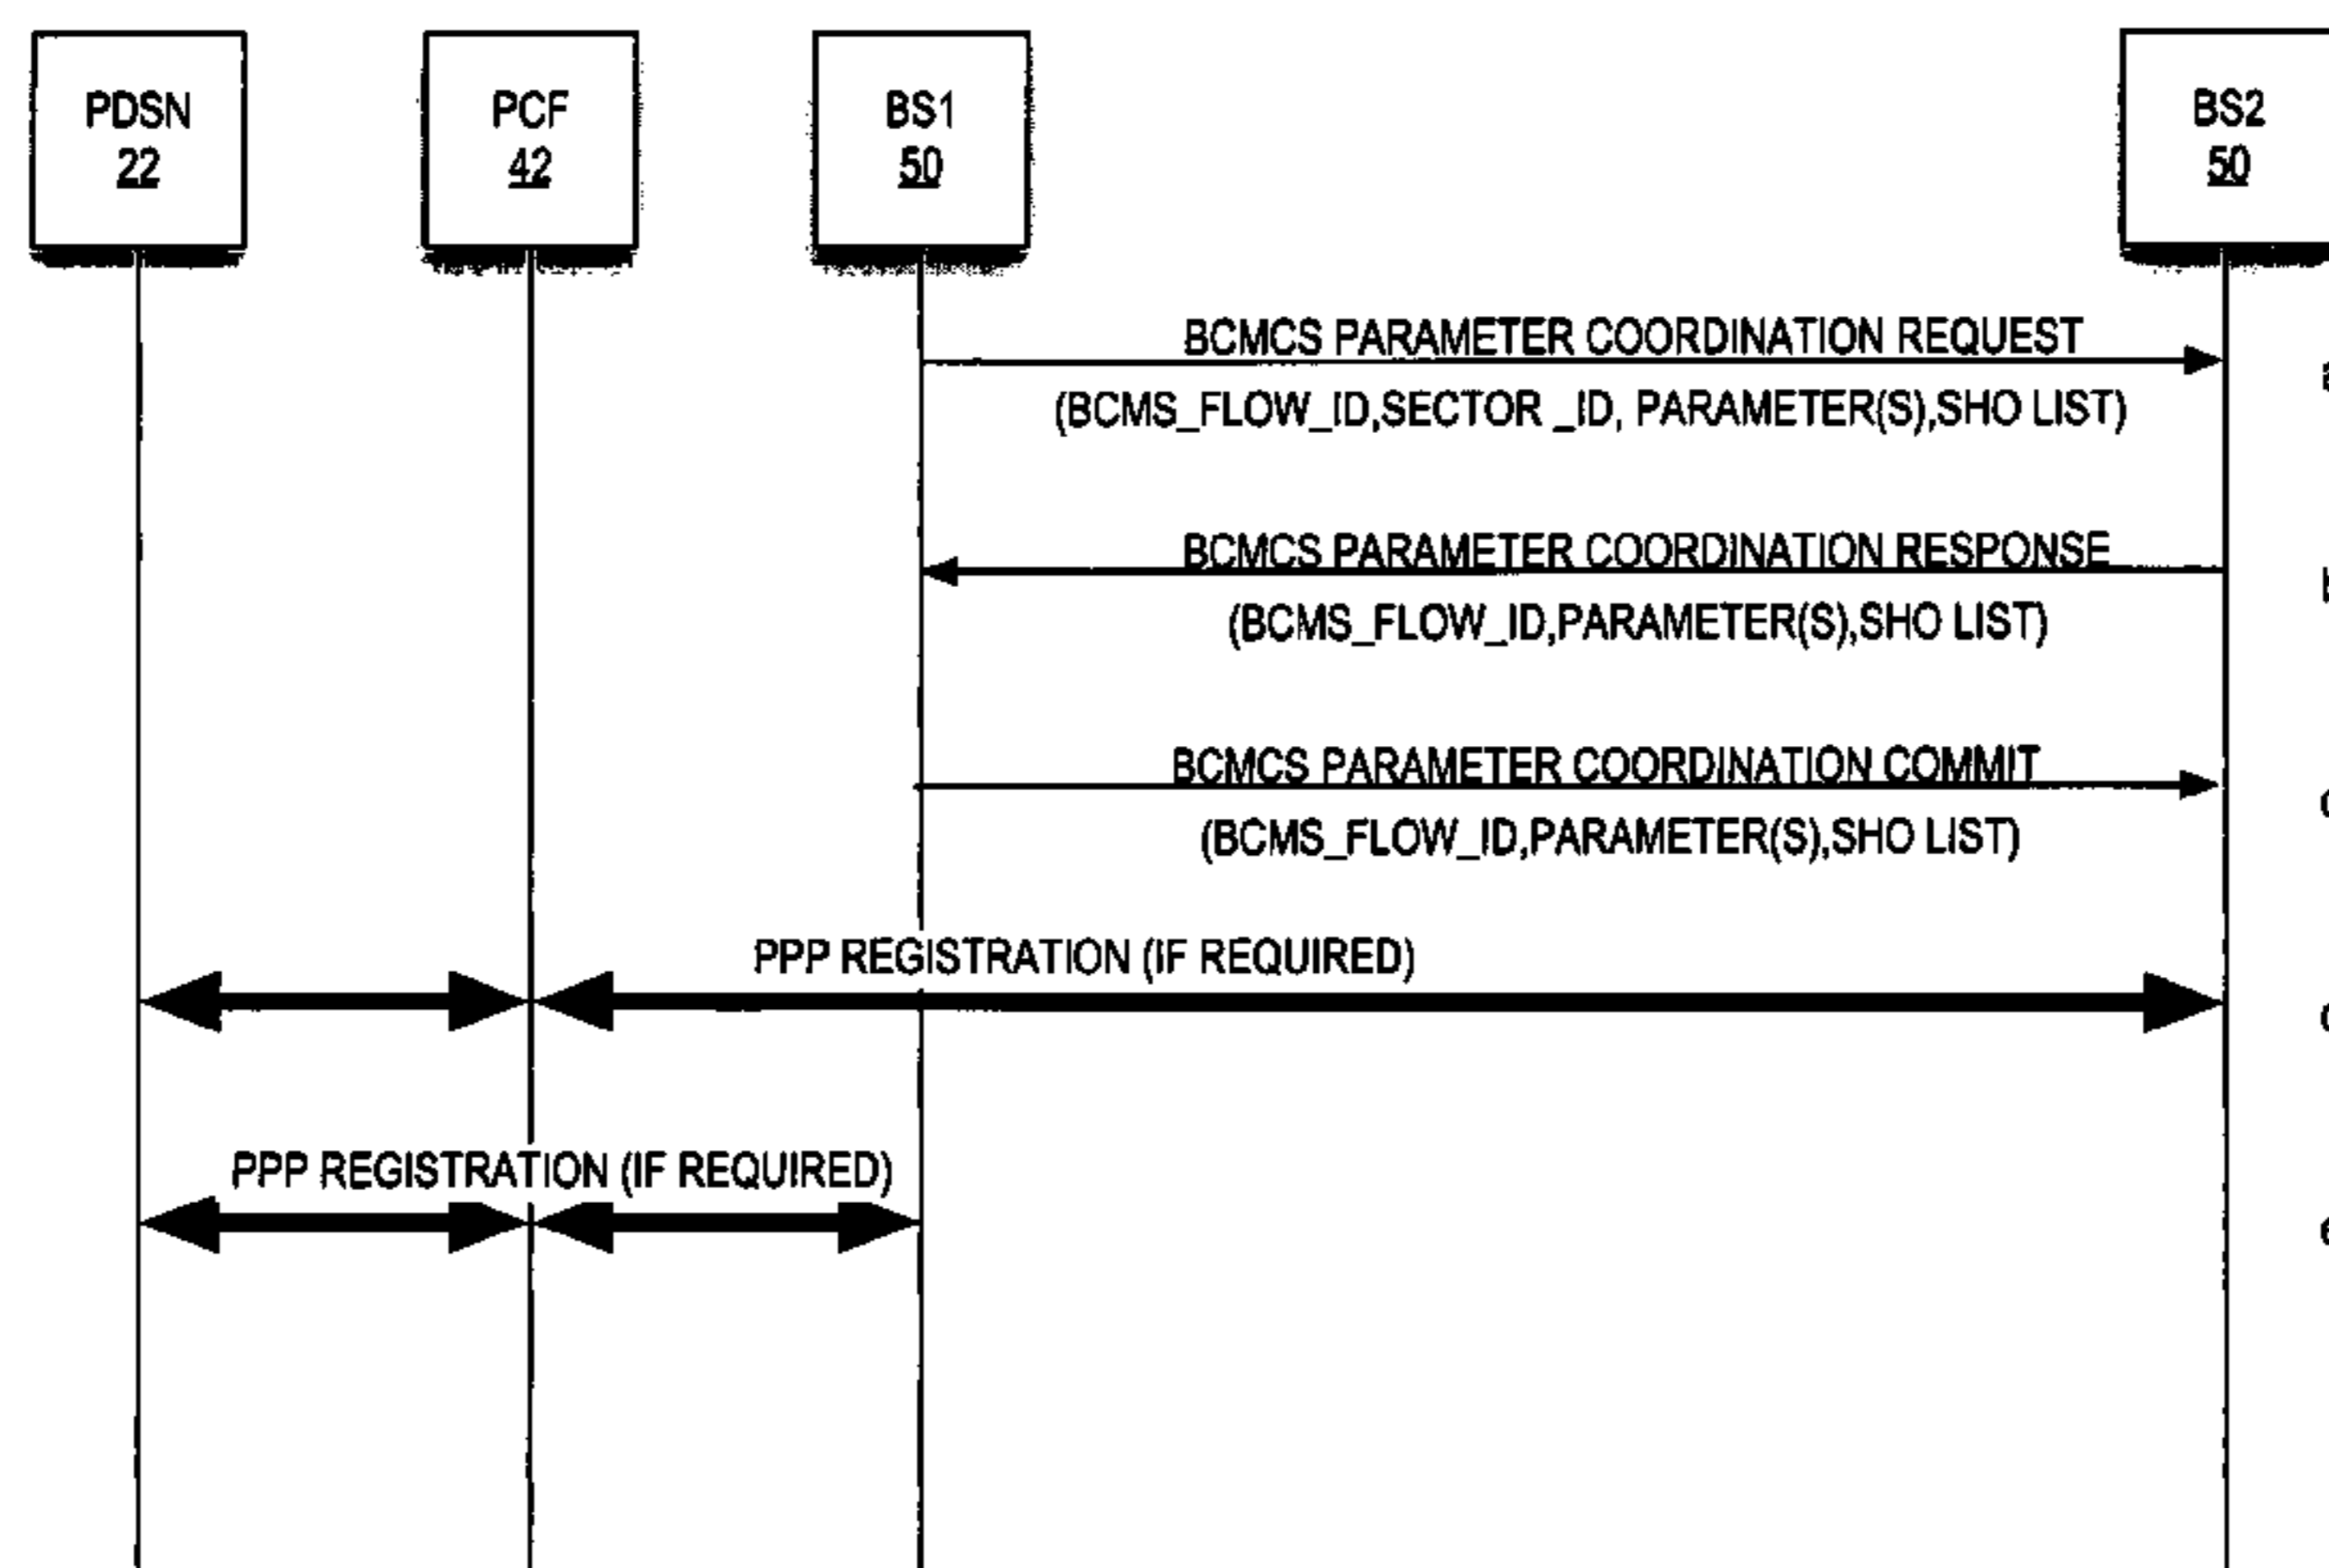 PDSN
22
PCF
42
BS1
50
BS2
50
BCMCS PARAMETER COORDINATION REQUEST
(BCMS_FLOW_ID,SECTOR _ID, PARAMETER(S),SHO LIST)
BCMCS PARAMETER COORDINATION RESPONSE
(BCMS_FLOW_ID,PARAMETER(S),SHO LIST)
BCMCS PARAMETER COORDINATION COMMIT
(BCMS_FLOW_ID,PARAMETER(S),SHO LIST)
PPP REGISTRATION (IF REQUIRED)
PPP REGISTRATION (IF REQUIRED)